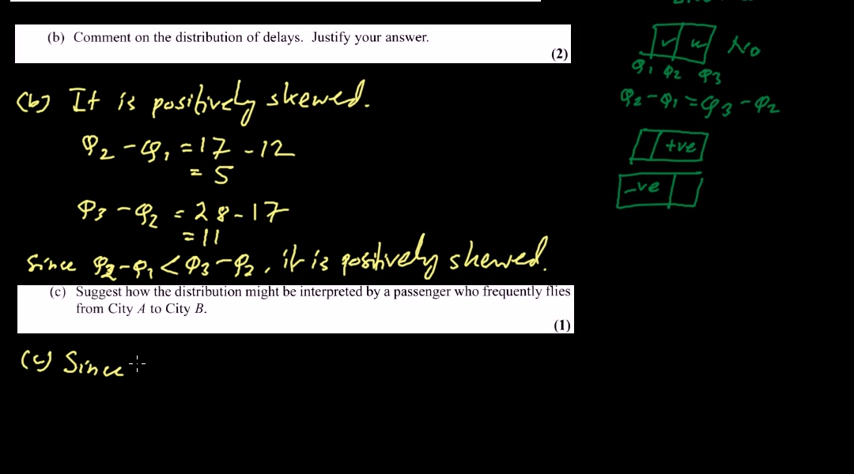 (b) Comment on the distribution of delays. Justify your answer.
(2)
(b) It is positively skewed.
Q2 - Q1 = 17 - 12
= 5
Q3 - Q2 = 28 - 17
= 11
Since Q2 - Q1 < Q3 - Q2, it is positively skewed.
(c) Suggest how the distribution might be interpreted by a passenger who frequently flies
from City A to City B.
(1)
(c) Since
No
Q1 Q2 Q3
Q2 - Q1 = Q3 - Q2
+ve
-ve